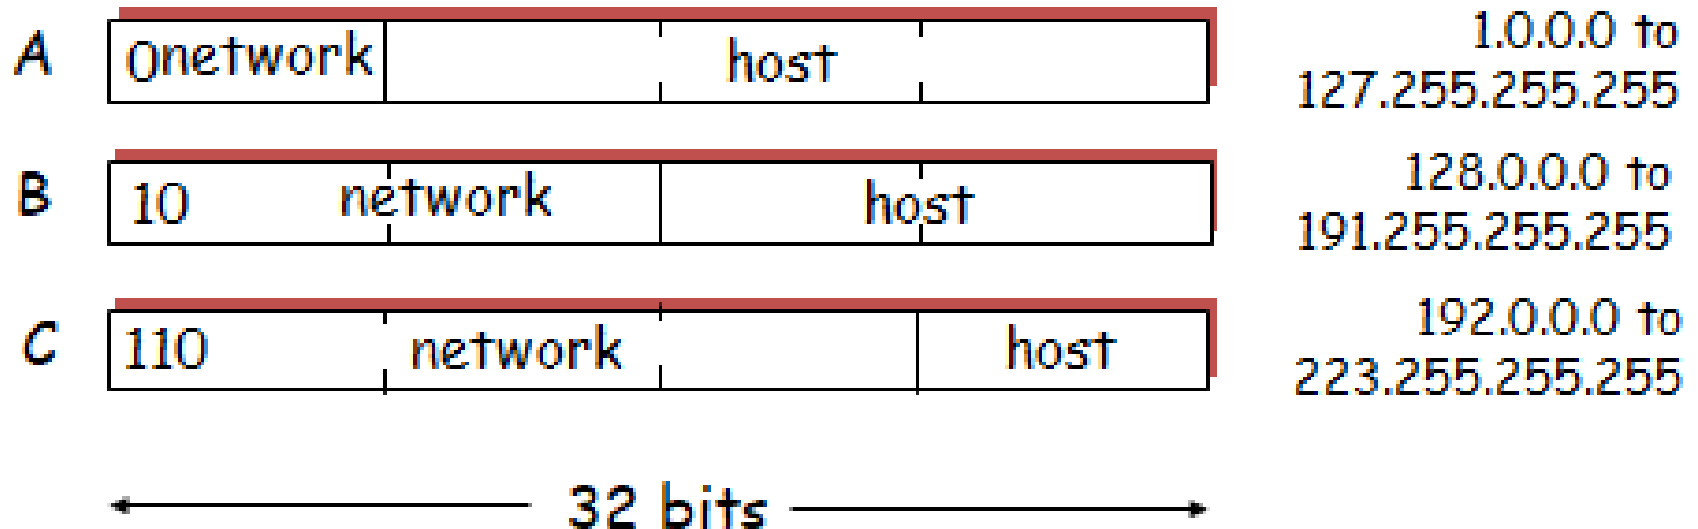 A 0network host 1.0.0.0 to
127.255.255.255
B 10 network host 128.0.0.0 to
191.255.255.255
C 110 network host 192.0.0.0 to
223.255.255.255
32 bits